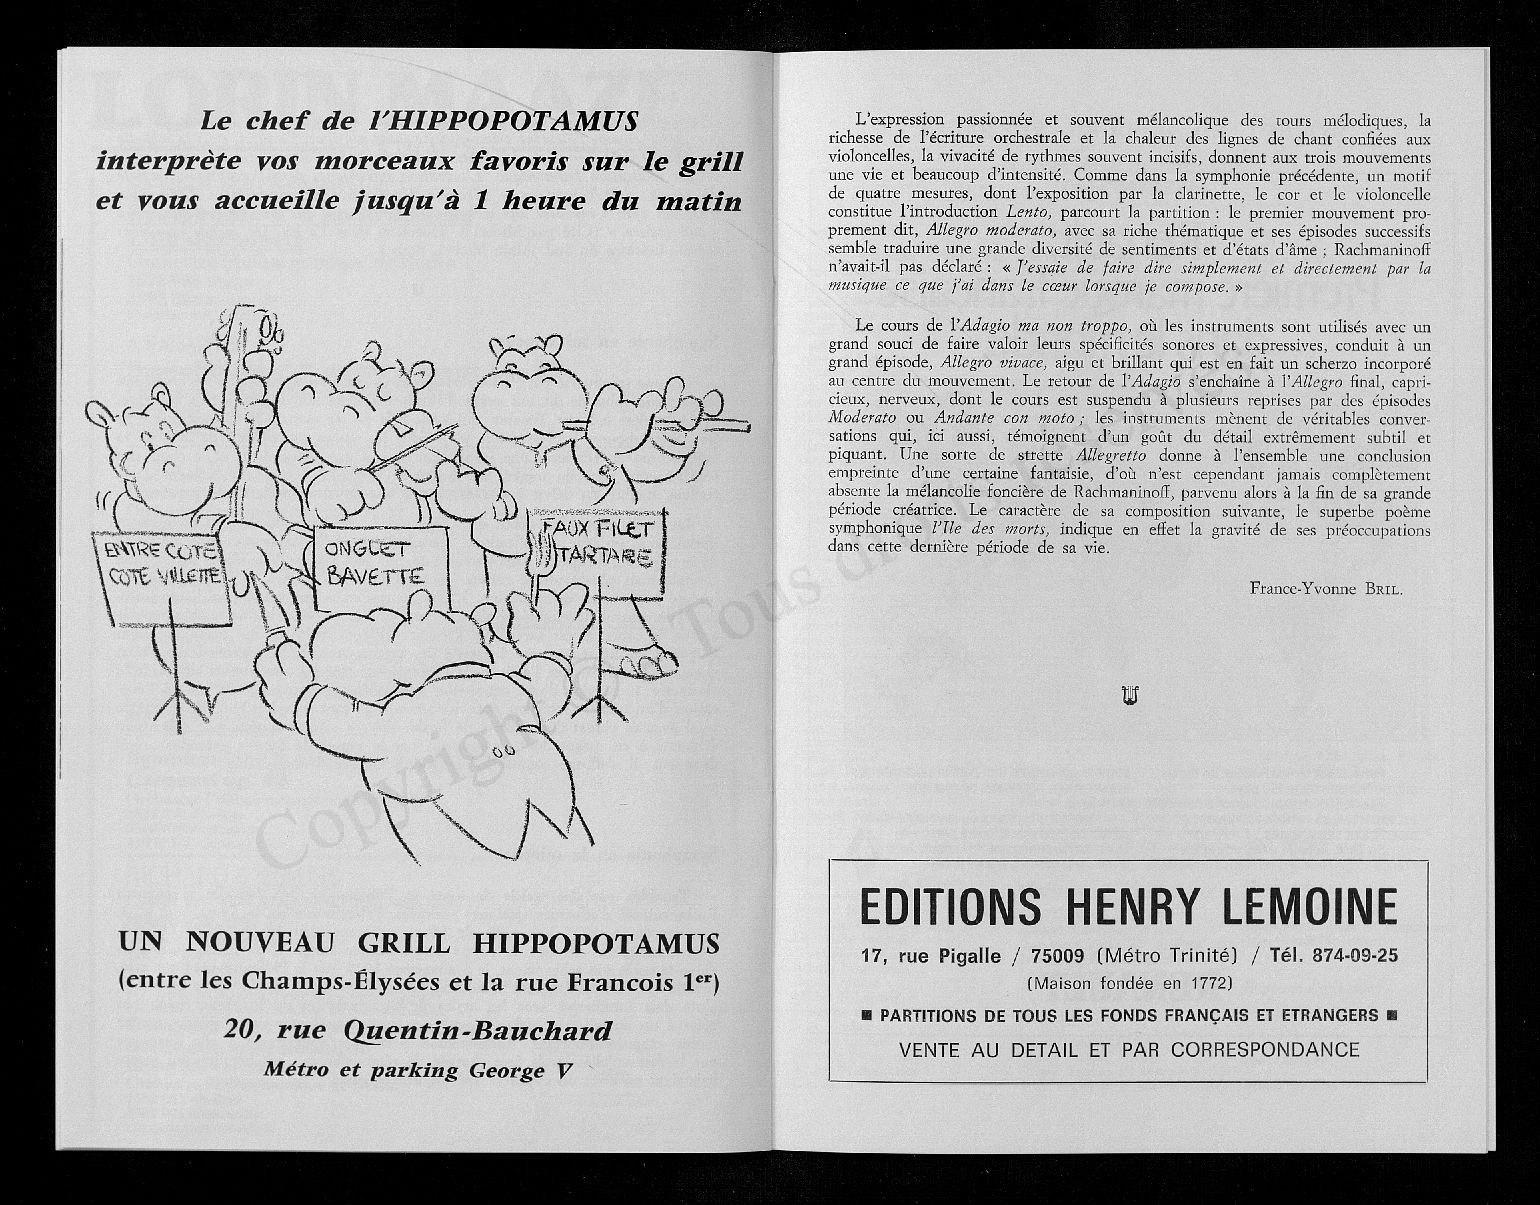 Le chef de l'HIPPOPOTAMUS
interprète vos morceaux favoris sur le grill
et vous accueille jusqu'à 1 heure du matin
ENTRE COTE
COTE VILLETTE
ONGLET
BAVETTE
FAUX FILET
TARTARE
UN NOUVEAU GRILL HIPPOPOTAMUS
(entre les Champs-Élysées et la rue Francois 1er)
20, rue Quentin-Bauchard
Métro et parking George V
L'expression passionnée et souvent mélancolique des tours mélodiques, la
richesse de l'écriture orchestrale et la chaleur des lignes de chant confiées aux
violoncelles, la vivacité de rythmes souvent incisifs, donnent aux trois mouvements
une vie et beaucoup d'intensité. Comme dans la symphonie précédente, un motif
de quatre mesures, dont l'exposition par la clarinette, le cor et le violoncelle
constitue l'introduction Lento, parcourt la partition : le premier mouvement pro-
prement dit, Allegro moderato, avec sa riche thématique et ses épisodes successifs
semble traduire une grande diversité de sentiments et d'états d'âme ; Rachmaninoff
n'avait-il pas déclaré : « J'essaie de faire dire simplement et directement par la
musique ce que j'ai dans le cœur lorsque je compose. »
Le cours de l'Adagio ma non troppo, où les instruments sont utilisés avec un
grand souci de faire valoir leurs spécificités sonores et expressives, conduit à un
grand épisode, Allegro vivace, aigu et brillant qui est en fait un scherzo incorporé
au centre du mouvement. Le retour de l'Adagio s'enchaîne à l'Allegro final, capri-
cieux, nerveux, dont le cours est suspendu à plusieurs reprises par des épisodes
Moderato ou Andante con moto ; les instruments mènent de véritables conver-
sations qui, ici aussi, témoignent d'un goût du détail extrêmement subtil et
piquant. Une sorte de strette Allegretto donne à l'ensemble une conclusion
empreinte d'une certaine fantaisie, d'où n'est cependant jamais complètement
absente la mélancolie foncière de Rachmaninoff, parvenu alors à la fin de sa grande
période créatrice. Le caractère de sa composition suivante, le superbe poème
symphonique l'Ile des morts, indique en effet la gravité de ses préoccupations
dans cette dernière période de sa vie.
France-Yvonne BRIL.
EDITIONS HENRY LEMOINE
17, rue Pigalle / 75009 (Métro Trinité) / Tél. 874-09-25
(Maison fondée en 1772)
■ PARTITIONS DE TOUS LES FONDS FRANÇAIS ET ETRANGERS ■
VENTE AU DETAIL ET PAR CORRESPONDANCE
Copyright © Tous